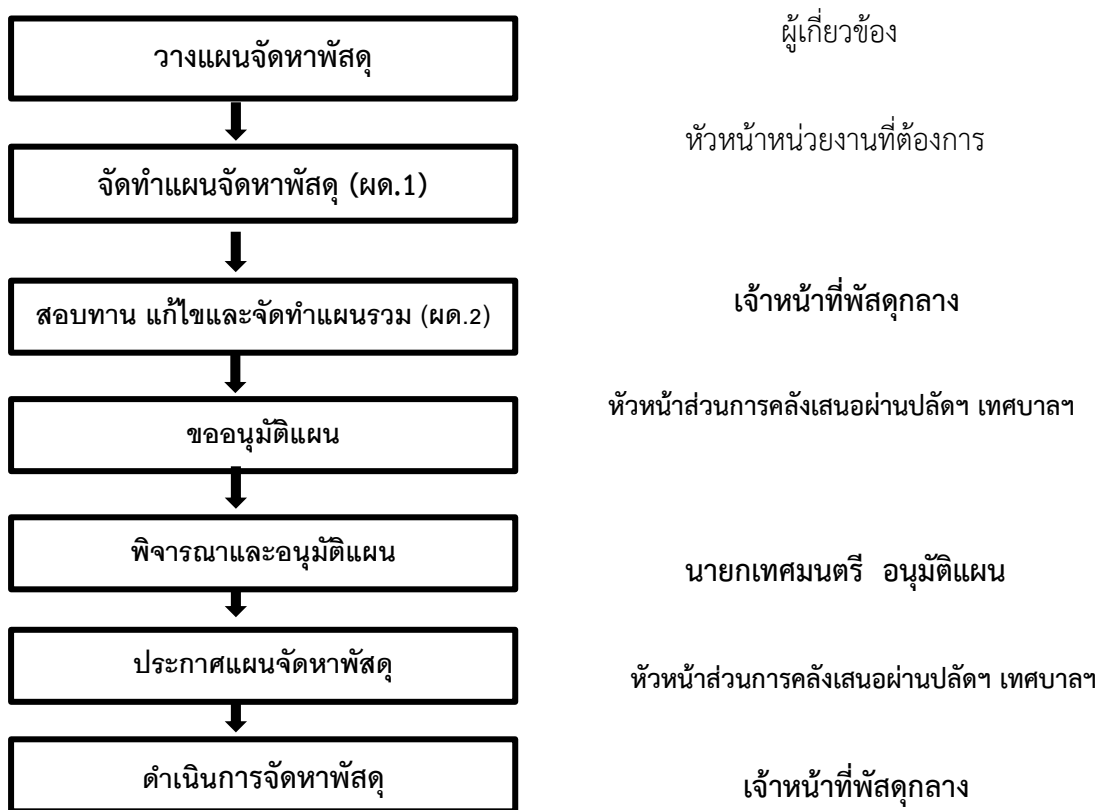 วางแผนจัดหาพัสดุ
ผู้เกี่ยวข้อง
หัวหน้าหน่วยงานที่ต้องการ
จัดทำแผนจัดหาพัสดุ (ผด.1)
สอบทาน แก้ไขและจัดทำแผนรวม (ผด.2)
เจ้าหน้าที่พัสดุกลาง
ขออนุมัติแผน
หัวหน้าส่วนการคลังเสนอผ่านปลัดฯ เทศบาลฯ
พิจารณาและอนุมัติแผน
นายกเทศมนตรี อนุมัติแผน
ประกาศแผนจัดหาพัสดุ
หัวหน้าส่วนการคลังเสนอผ่านปลัดฯ เทศบาลฯ
ดำเนินการจัดหาพัสดุ
เจ้าหน้าที่พัสดุกลาง